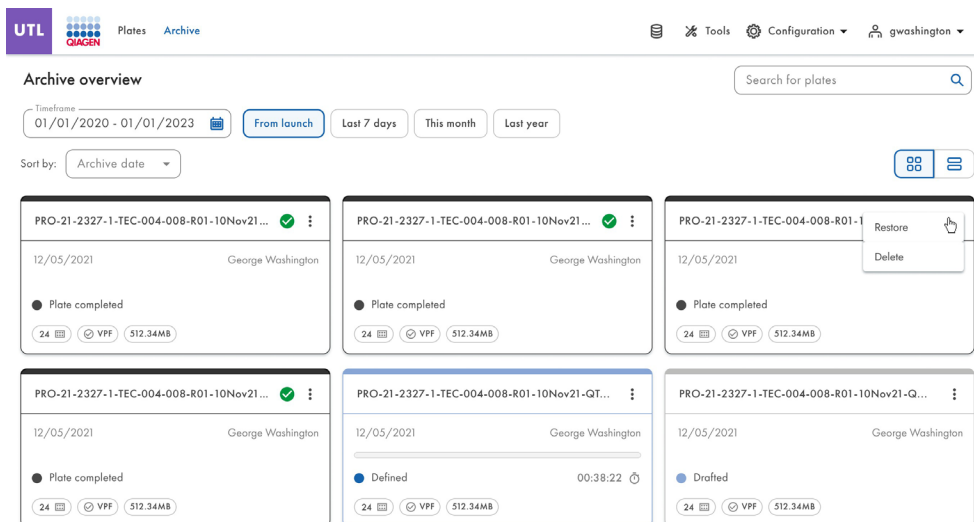 UTL QIAGEN Plates Archive Tools Configuration gwashington
Archive overview Search for plates
Timeframe
01/01/2020 - 01/01/2023 From launch Last 7 days This month Last year
Sort by: Archive date
PRO-21-2327-1-TEC-004-008-R01-10Nov21... PRO-21-2327-1-TEC-004-008-R01-10Nov21... PRO-21-2327-1-TEC-004-008-R01-1
Restore
Delete
12/05/2021 George Washington 12/05/2021 George Washington 12/05/2021
Plate completed Plate completed Plate completed
24 VPF 512.34MB 24 VPF 512.34MB 24 VPF 512.34MB
PRO-21-2327-1-TEC-004-008-R01-10Nov21... PRO-21-2327-1-TEC-004-008-R01-10Nov21-QT... PRO-21-2327-1-TEC-004-008-R01-10Nov21-Q...
12/05/2021 George Washington 12/05/2021 George Washington 12/05/2021 George Washington
Plate completed Defined 00:38:22 Drafted
24 VPF 512.34MB 24 VPF 512.34MB 24 VPF 512.34MB